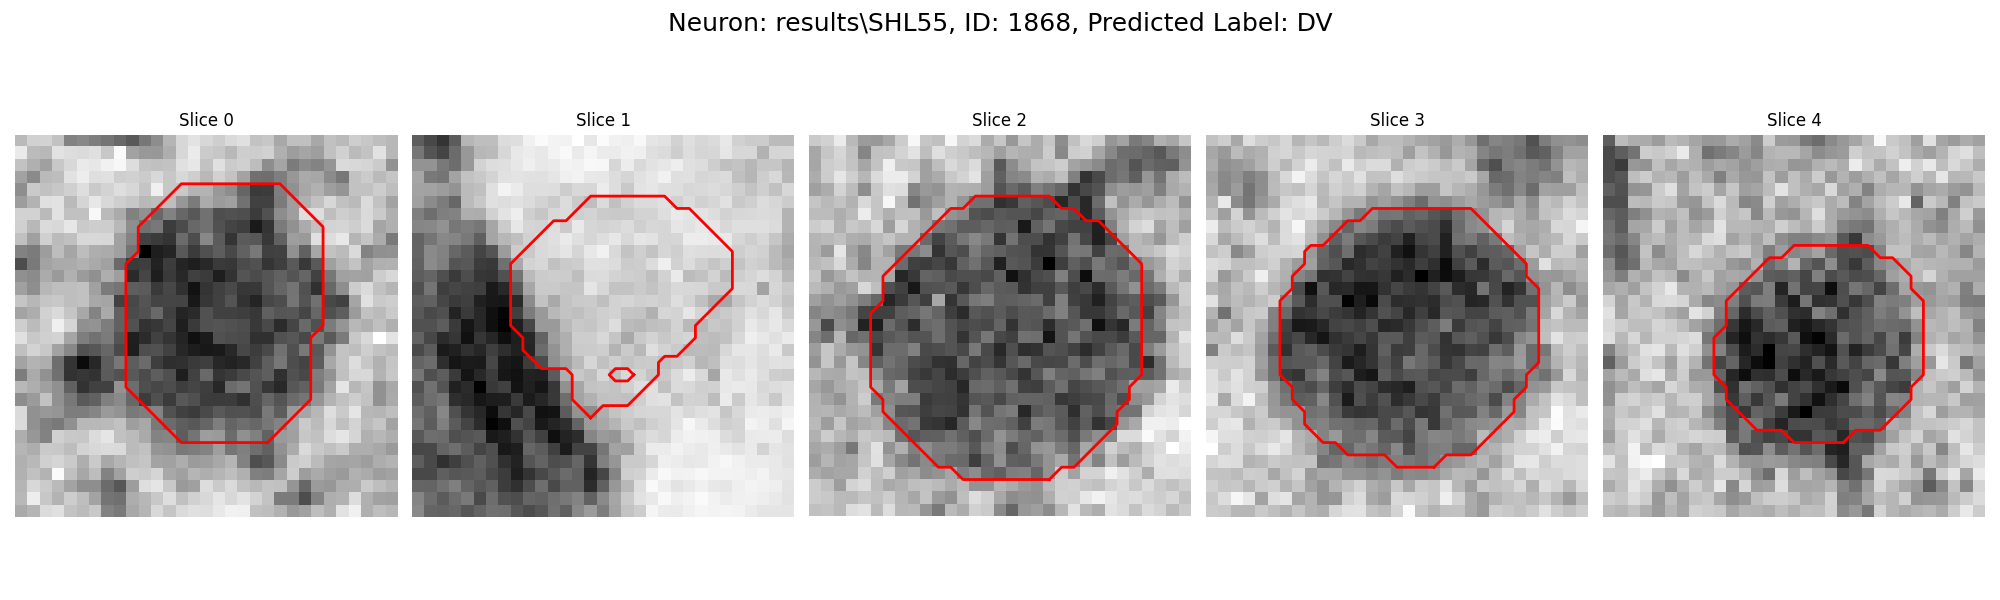 Neuron: results\SHL55, ID: 1868, Predicted Label: DV
Slice 0
Slice 1
Slice 2
Slice 3
Slice 4